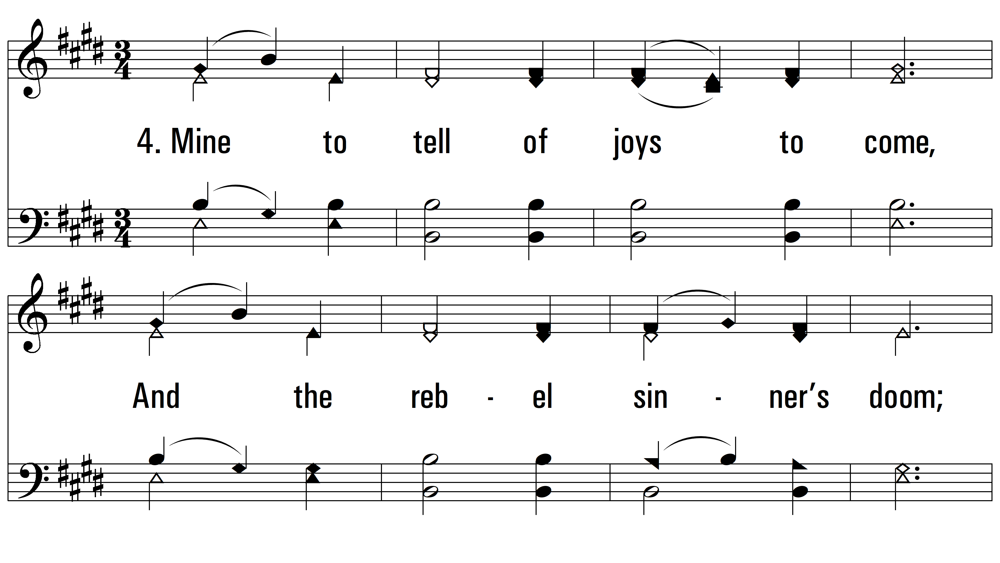 4. Mine to tell of joys to come,
And the reb - el sin - ner’s doom;